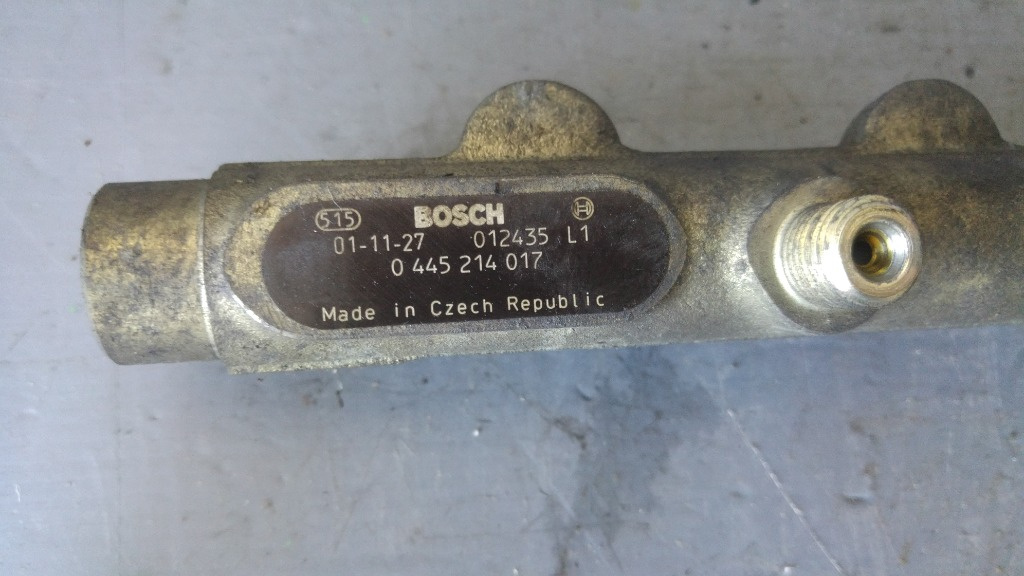 515 BOSCH
01-11-27 012435 L1
0 445 214 017
Made in Czech Republic